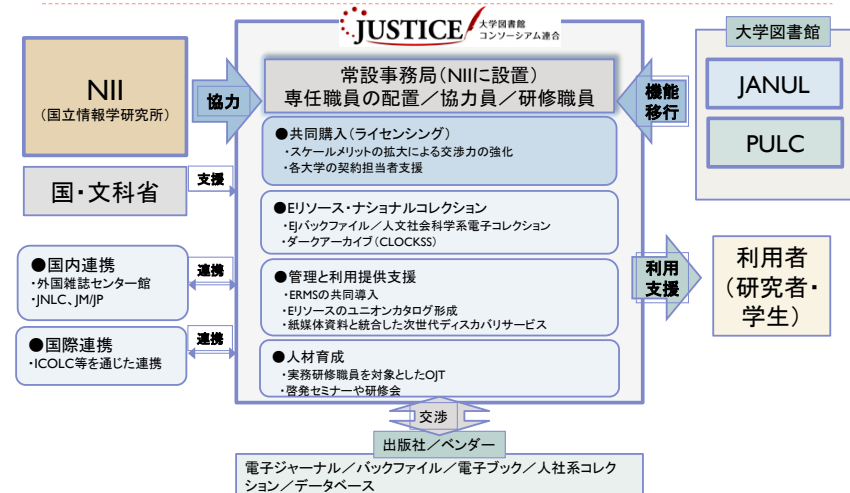 JUSTICE 大学図書館
コンソーシアム連合
NII
(国立情報学研究所)
協力
常設事務局(NIIに設置)
専任職員の配置／協力員／研修職員
機能
移行
大学図書館
JANUL
PULC
国・文科省
支援
●共同購入(ライセンシング)
・スケールメリットの拡大による交渉力の強化
・各大学の契約担当者支援
●Eリソース・ナショナルコレクション
・EJバックファイル／人文社会科学系電子コレクション
・ダークアーカイブ(CLOCKSS)
●国内連携
・外国雑誌センター館
・JNLC、JM/JP
連携
●管理と利用提供支援
・ERMSの共同導入
・Eリソースのユニオンカタログ形成
・紙媒体資料と統合した次世代ディスカバリサービス
利用
支援
利用者
(研究者・
学生)
●国際連携
・ICOLC等を通じた連携
連携
●人材育成
・実務研修職員を対象としたOJT
・啓発セミナーや研修会
交渉
出版社／ベンダー
電子ジャーナル／バックファイル／電子ブック／人社系コレク
ション／データベース